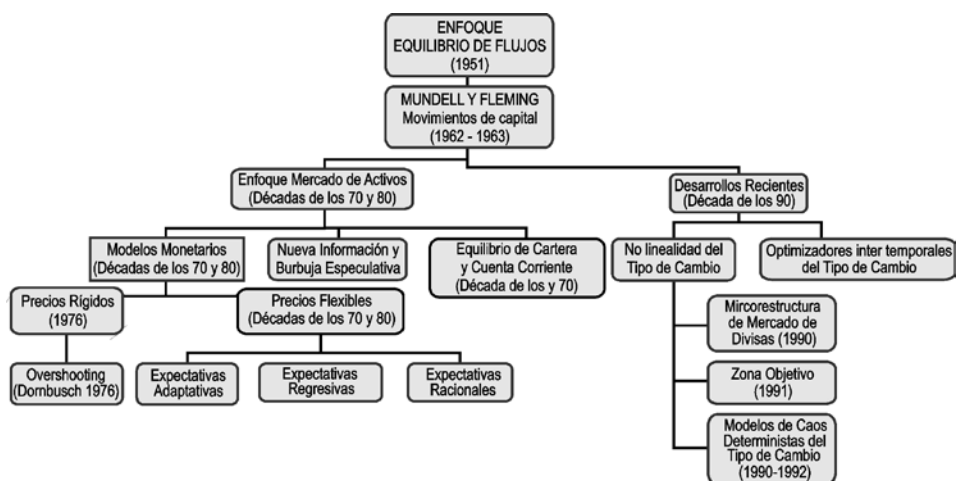 ENFOQUE
EQUILIBRIO DE FLUJOS
(1951)
MUNDELL Y FLEMING
Movimientos de capital
(1962 - 1963)
Enfoque Mercado de Activos
(Décadas de los 70 y 80)
Desarrollos Recientes
(Década de los 90)
Modelos Monetarios
(Décadas de los 70 y 80)
Nueva Información y
Burbuja Especulativa
Equilibrio de Cartera
y Cuenta Corriente
(Década de los y 70)
No linealidad del
Tipo de Cambio
Optimizadores inter temporales
del Tipo de Cambio
Precios Rígidos
(1976)
Precios Flexibles
(Décadas de los 70 y 80)
Mircorestructura
de Mercado de
Divisas (1990)
Overshooting
(Dornbusch 1976)
Expectativas
Adaptativas
Expectativas
Regresivas
Expectativas
Racionales
Zona Objetivo
(1991)
Modelos de Caos
Deterministas del
Tipo de Cambio
(1990-1992)